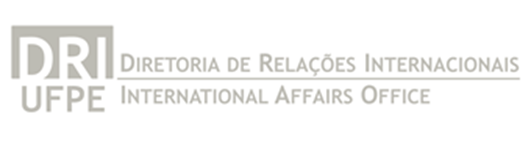 DRI
UFPE
DIRETORIA DE RELAÇÕES INTERNACIONAIS
INTERNATIONAL AFFAIRS OFFICE